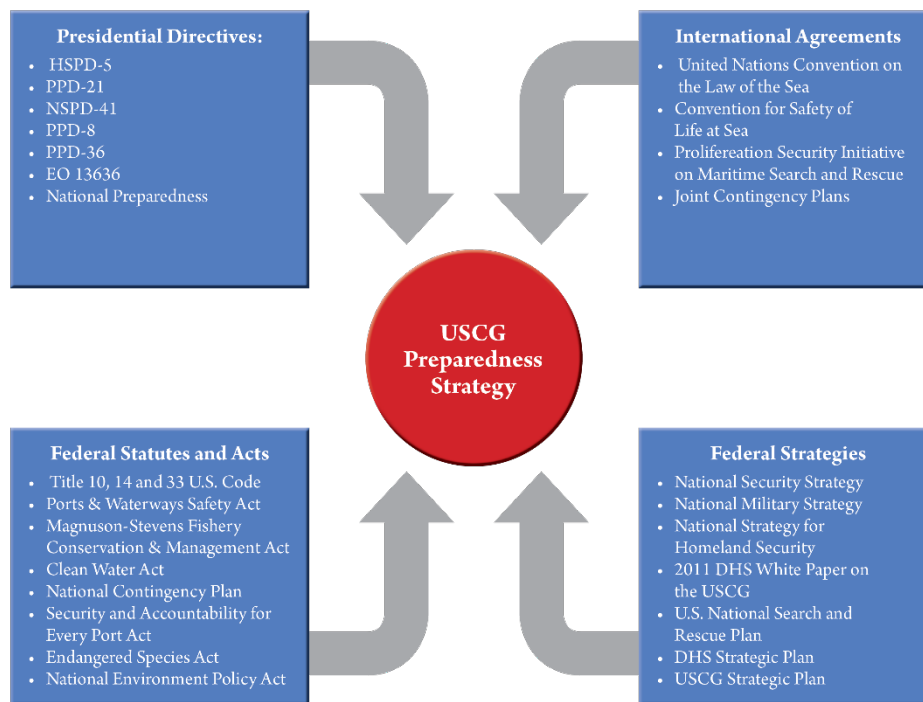 Presidential Directives:
• HSPD-5
• PPD-21
• NSPD-41
• PPD-8
• PPD-36
• EO 13636
• National Preparedness
International Agreements
• United Nations Convention on
the Law of the Sea
• Convention for Safety of
Life at Sea
• Prolifereation Security Initiative
on Maritime Search and Rescue
• Joint Contingency Plans
USCG
Preparedness
Strategy
Federal Statutes and Acts
• Title 10, 14 and 33 U.S. Code
• Ports & Waterways Safety Act
• Magnuson-Stevens Fishery
Conservation & Management Act
• Clean Water Act
• National Contingency Plan
• Security and Accountability for
Every Port Act
• Endangered Species Act
• National Environment Policy Act
Federal Strategies
• National Security Strategy
• National Military Strategy
• National Strategy for
Homeland Security
• 2011 DHS White Paper on
the USCG
• U.S. National Search and
Rescue Plan
• DHS Strategic Plan
• USCG Strategic Plan